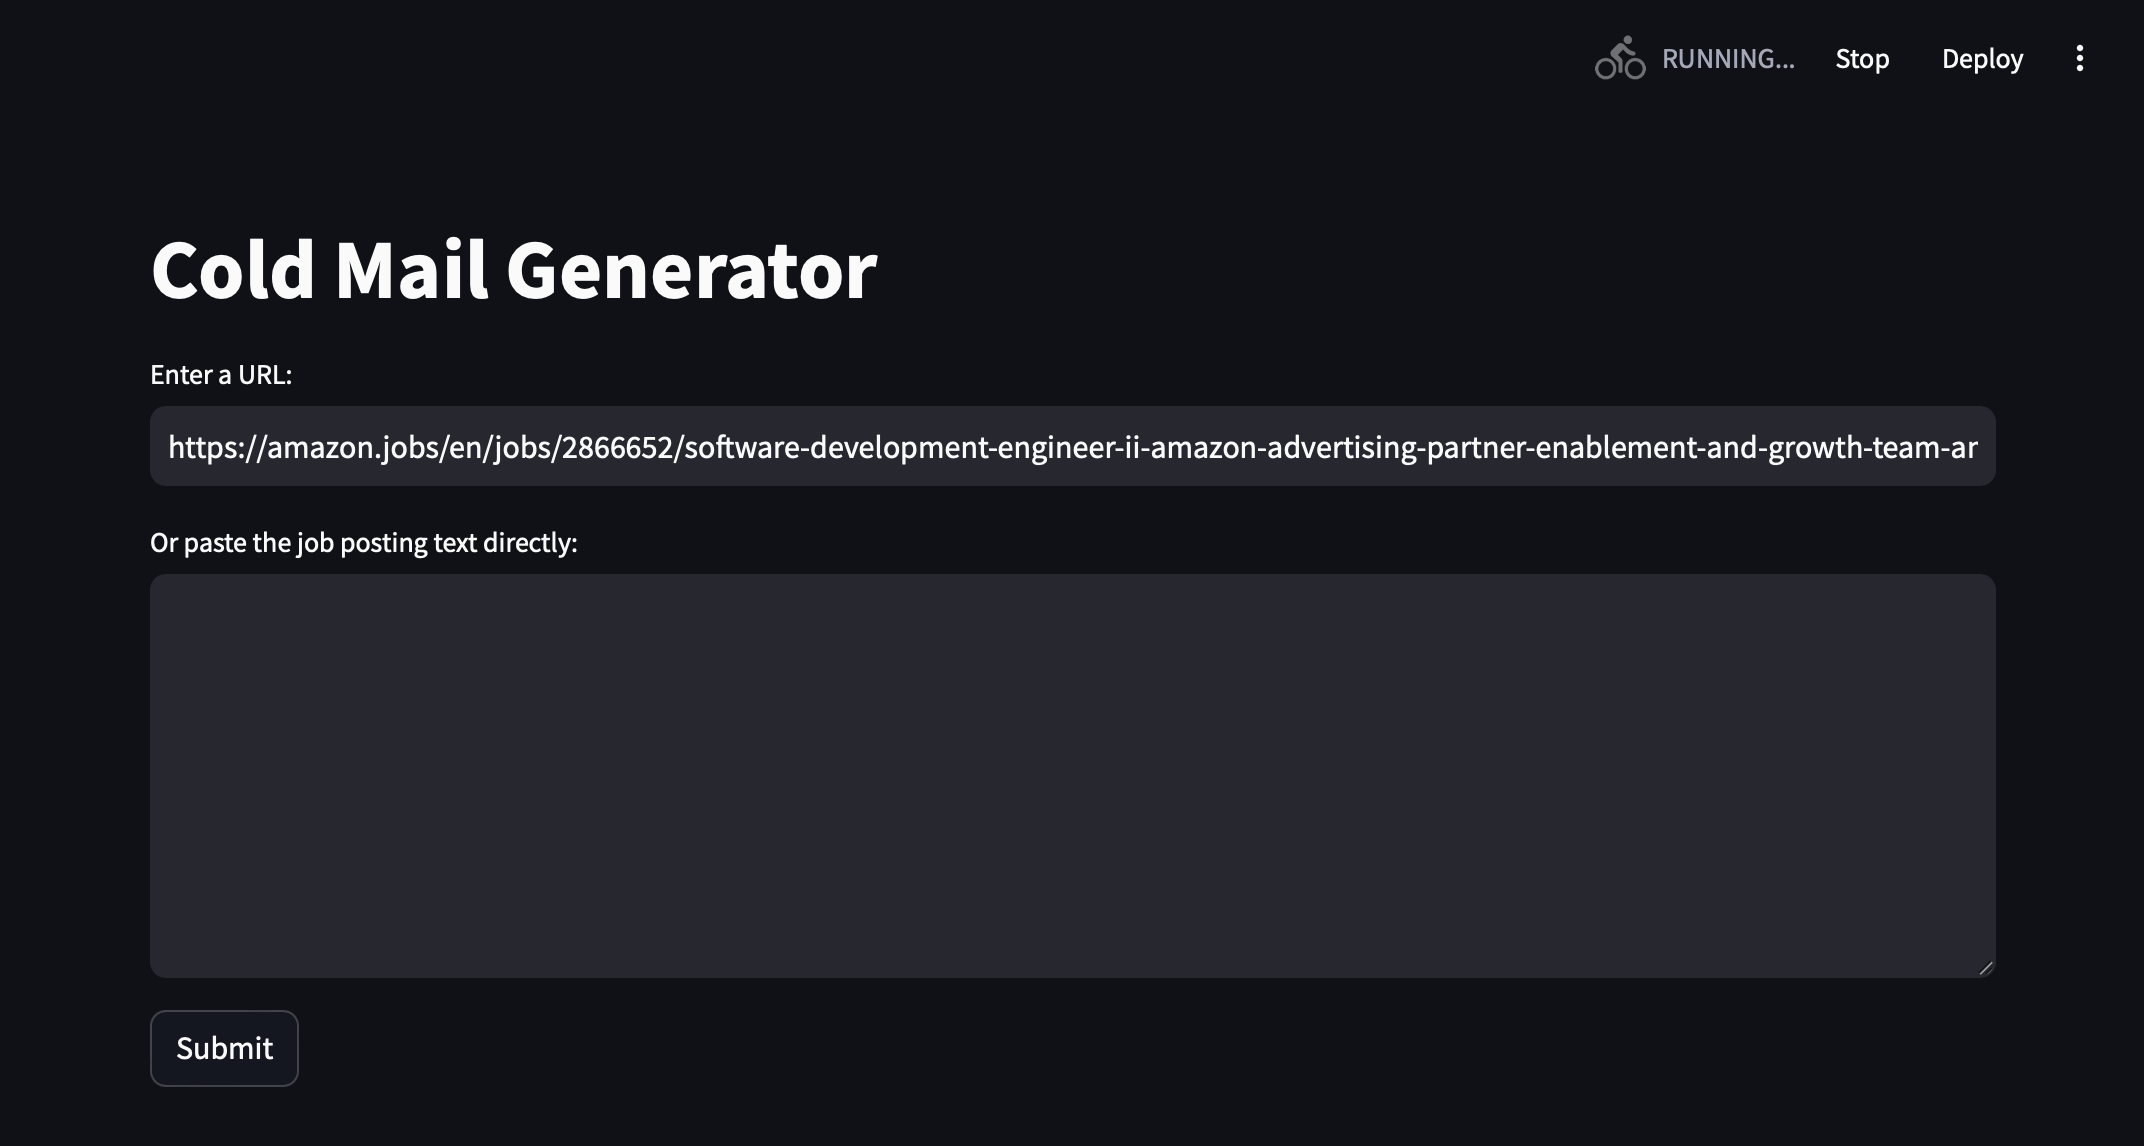 RUNNING... Stop Deploy
Cold Mail Generator
Enter a URL:
https://amazon.jobs/en/jobs/2866652/software-development-engineer-ii-amazon-advertising-partner-enablement-and-growth-team-ar
Or paste the job posting text directly:
Submit